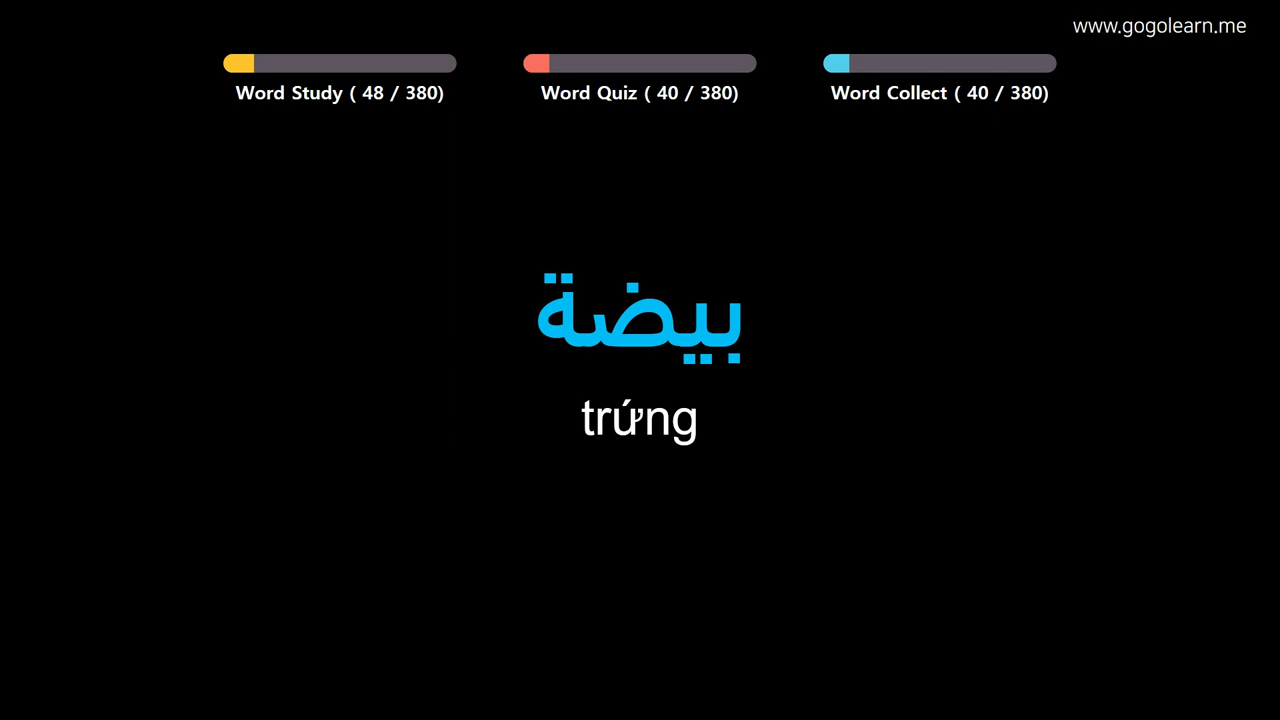 www.gogolearn.me
Word Study ( 48 / 380)
Word Quiz ( 40 / 380)
Word Collect ( 40 / 380)
بيضة
trứng